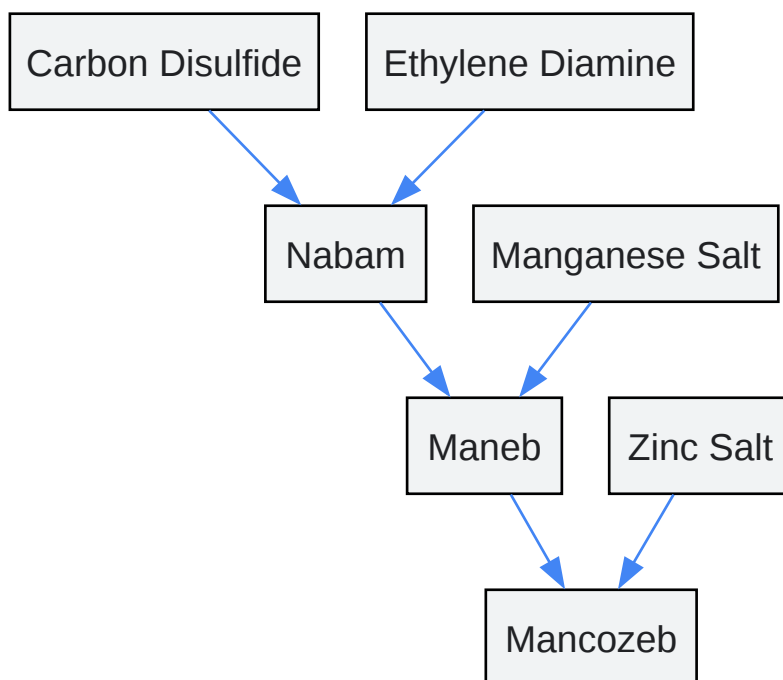 Carbon Disulfide
Ethylene Diamine
Nabam
Manganese Salt
Maneb
Zinc Salt
Mancozeb